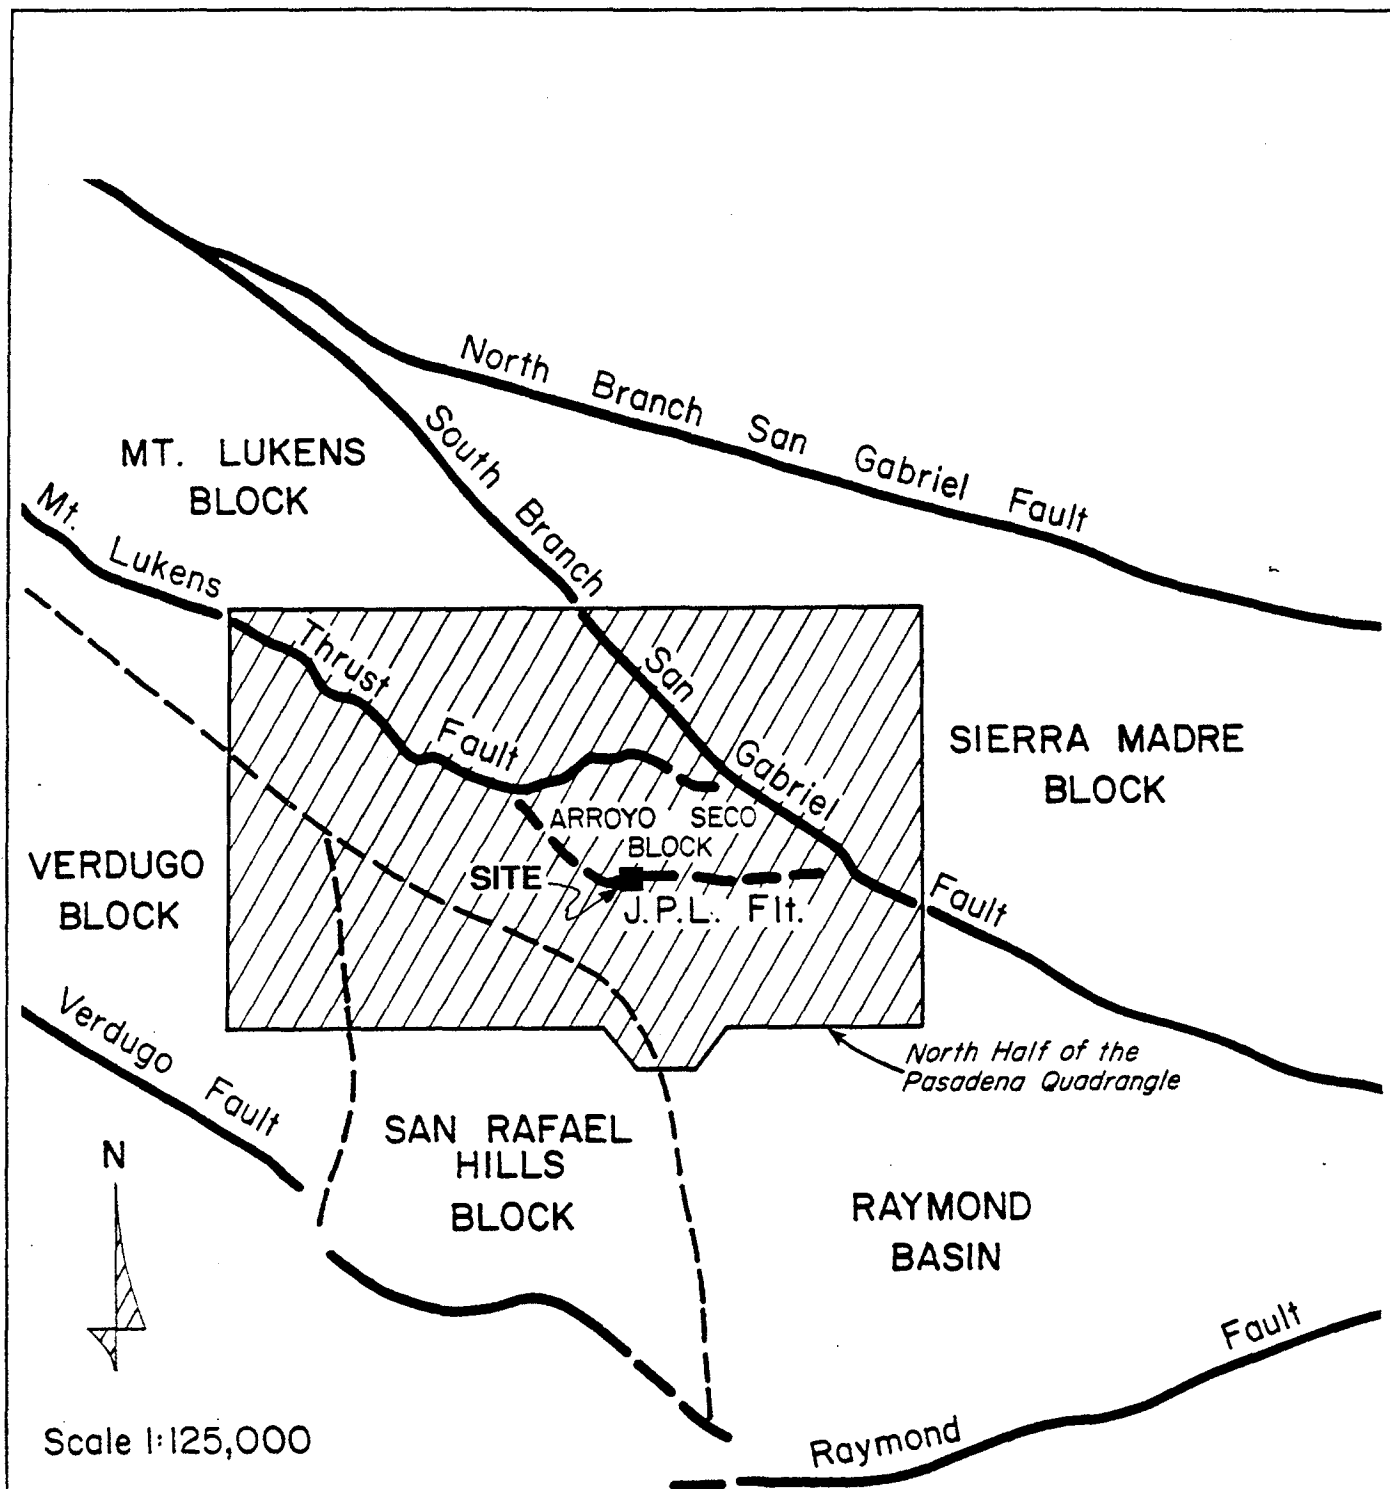 North Branch San Gabriel Fault
South Branch San Gabriel Fault
MT. LUKENS
BLOCK
Mt. Lukens Thrust Fault
SIERRA MADRE
BLOCK
ARROYO SECO
BLOCK
VERDUGO
BLOCK
SITE
J.P.L. Flt.
Verdugo Fault
North Half of the
Pasadena Quadrangle
SAN RAFAEL
HILLS
BLOCK
N
RAYMOND
BASIN
Raymond Fault
Scale 1:125,000